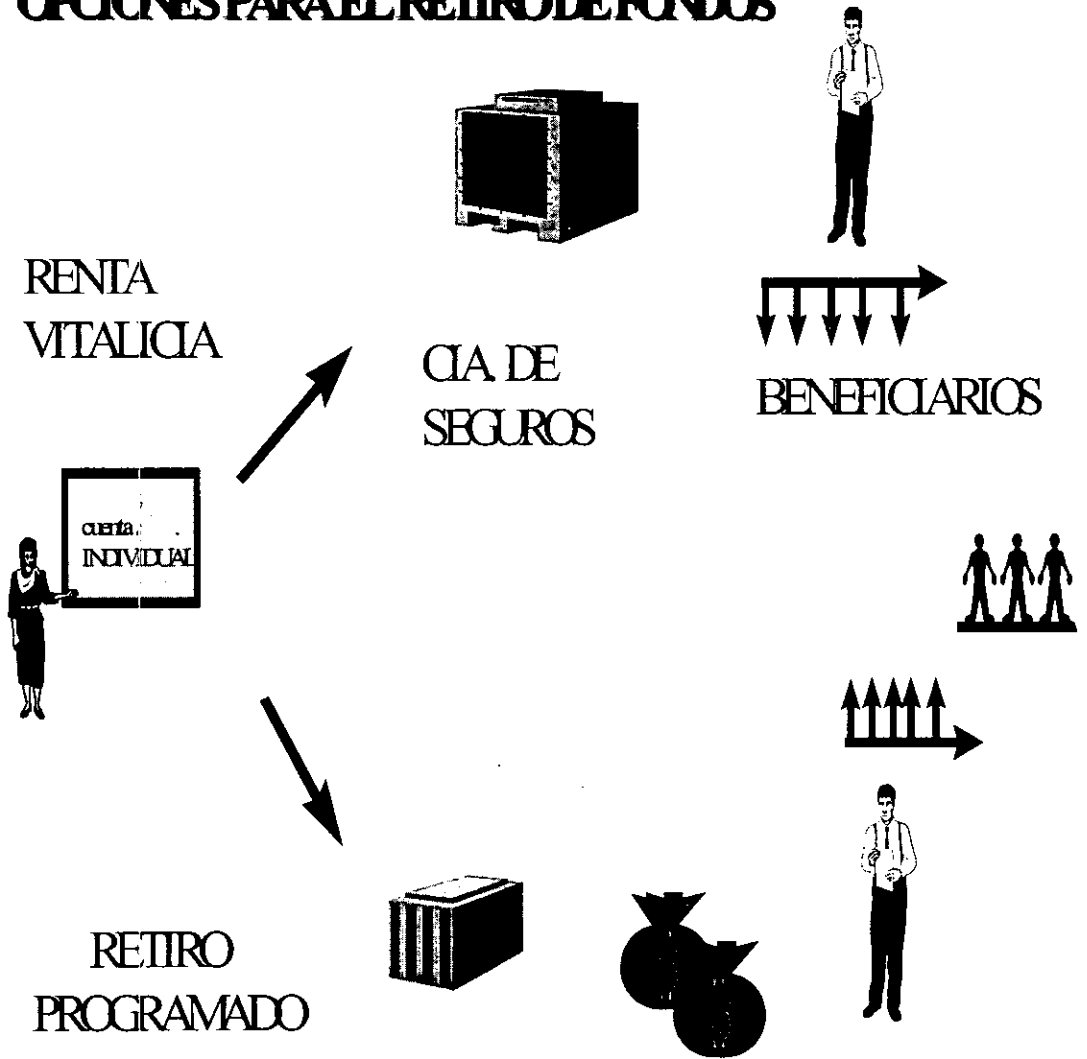 OPCIONES PARA EL RETIRO DE FONDOS
RENTA
VITALICIA
CIA. DE
SEGUROS
BENEFICIARIOS
cuenta
INDIVIDUAL
RETIRO
PROGRAMADO